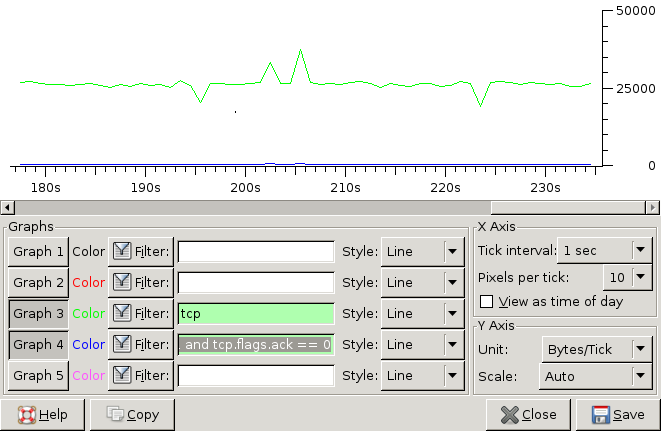 50000
25000
0
180s 190s 200s 210s 220s 230s
Graphs
X Axis
Graph 1 Color Filter: Style: Line
Tick interval: 1 sec
Graph 2 Color Filter: Style: Line
Pixels per tick: 10
Graph 3 Color Filter: tcp Style: Line
View as time of day
Graph 4 Color Filter: and tcp.flags.ack == 0 Style: Line
Y Axis
Unit: Bytes/Tick
Graph 5 Color Filter: Style: Line
Scale: Auto
Help Copy Close Save